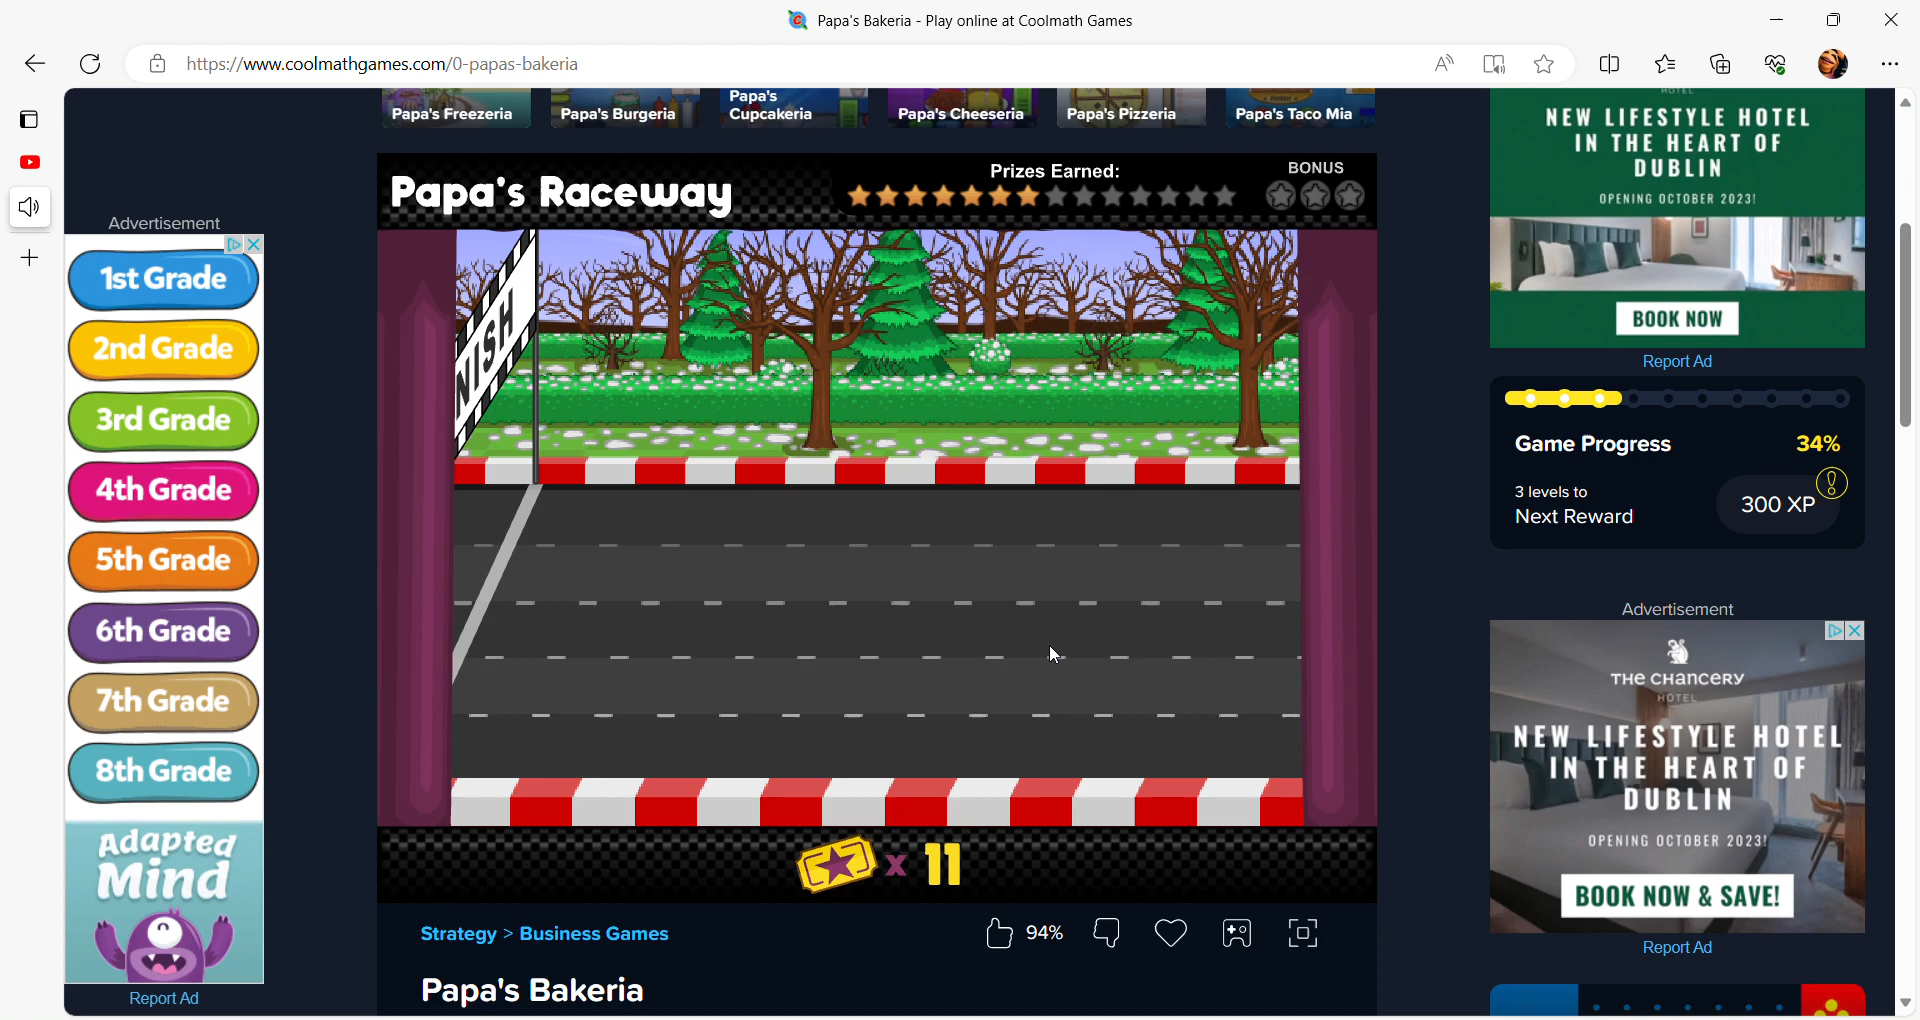 Papa's Bakeria - Play online at Coolmath Games
https://www.coolmathgames.com/0-papas-bakeria
Papa's Freezeria
Papa's Burgeria
Papa's
Cupcakeria
Papa's Cheeseria
Papa's Pizzeria
Papa's Taco Mia
Papa's Raceway
Prizes Earned:
BONUS
NISH
x 11
Strategy > Business Games
94%
Papa's Bakeria
Advertisement
1st Grade
2nd Grade
3rd Grade
4th Grade
5th Grade
6th Grade
7th Grade
8th Grade
Adapted
Mind
Report Ad
HOTEL
NEW LIFESTYLE HOTEL
IN THE HEART OF
DUBLIN
OPENING OCTOBER 2023!
BOOK NOW
Report Ad
Game Progress 34%
3 levels to
Next Reward
300 XP
Advertisement
THE CHANCERY
HOTEL
NEW LIFESTYLE HOTEL
IN THE HEART OF
DUBLIN
OPENING OCTOBER 2023!
BOOK NOW & SAVE!
Report Ad